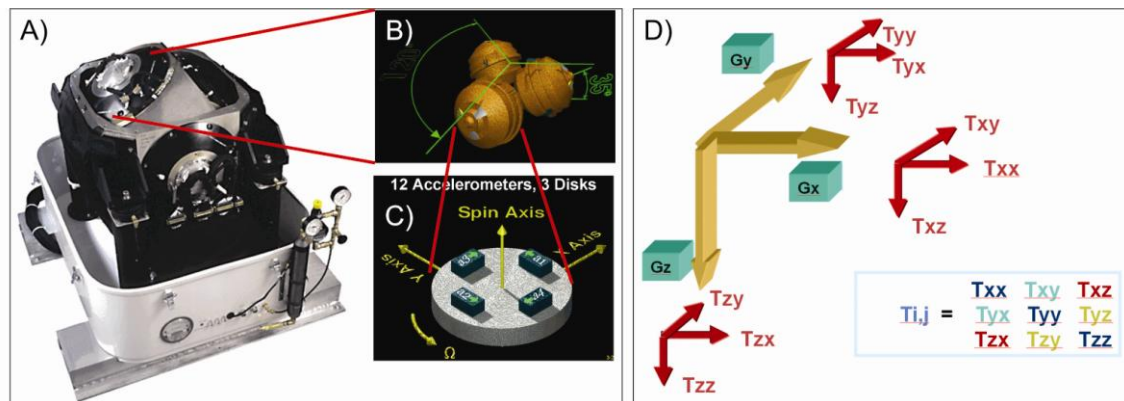 A)
B)
35°
12 Accelerometers, 3 Disks
C)
Spin Axis
Y Axis
X Axis
a3
a1
a2
a4
Ω
D)
Gy
Tyy
Tyx
Tyz
Gx
Txy
Txx
Txz
Gz
Tzy
Tzx
Tzz
Txx Txy Txz
Ti,j = Tyx Tyy Tyz
Tzx Tzy Tzz